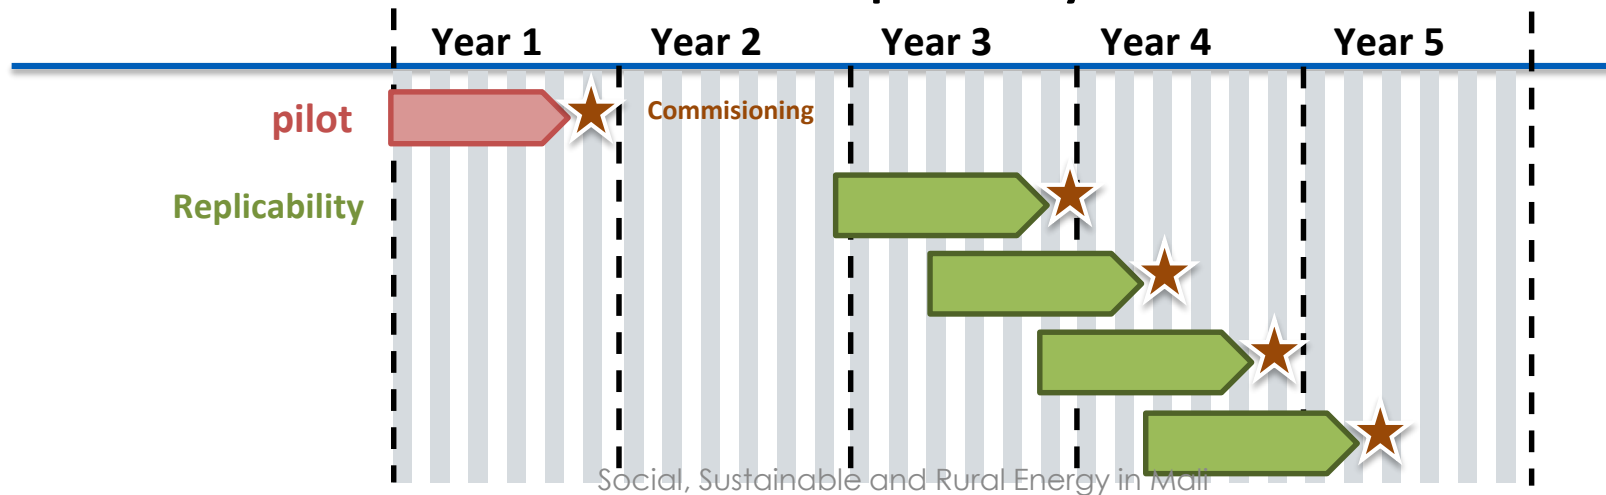 Year 1 Year 2 Year 3 Year 4 Year 5
pilot Commisioning
Replicability
Social, Sustainable and Rural Energy in Mali